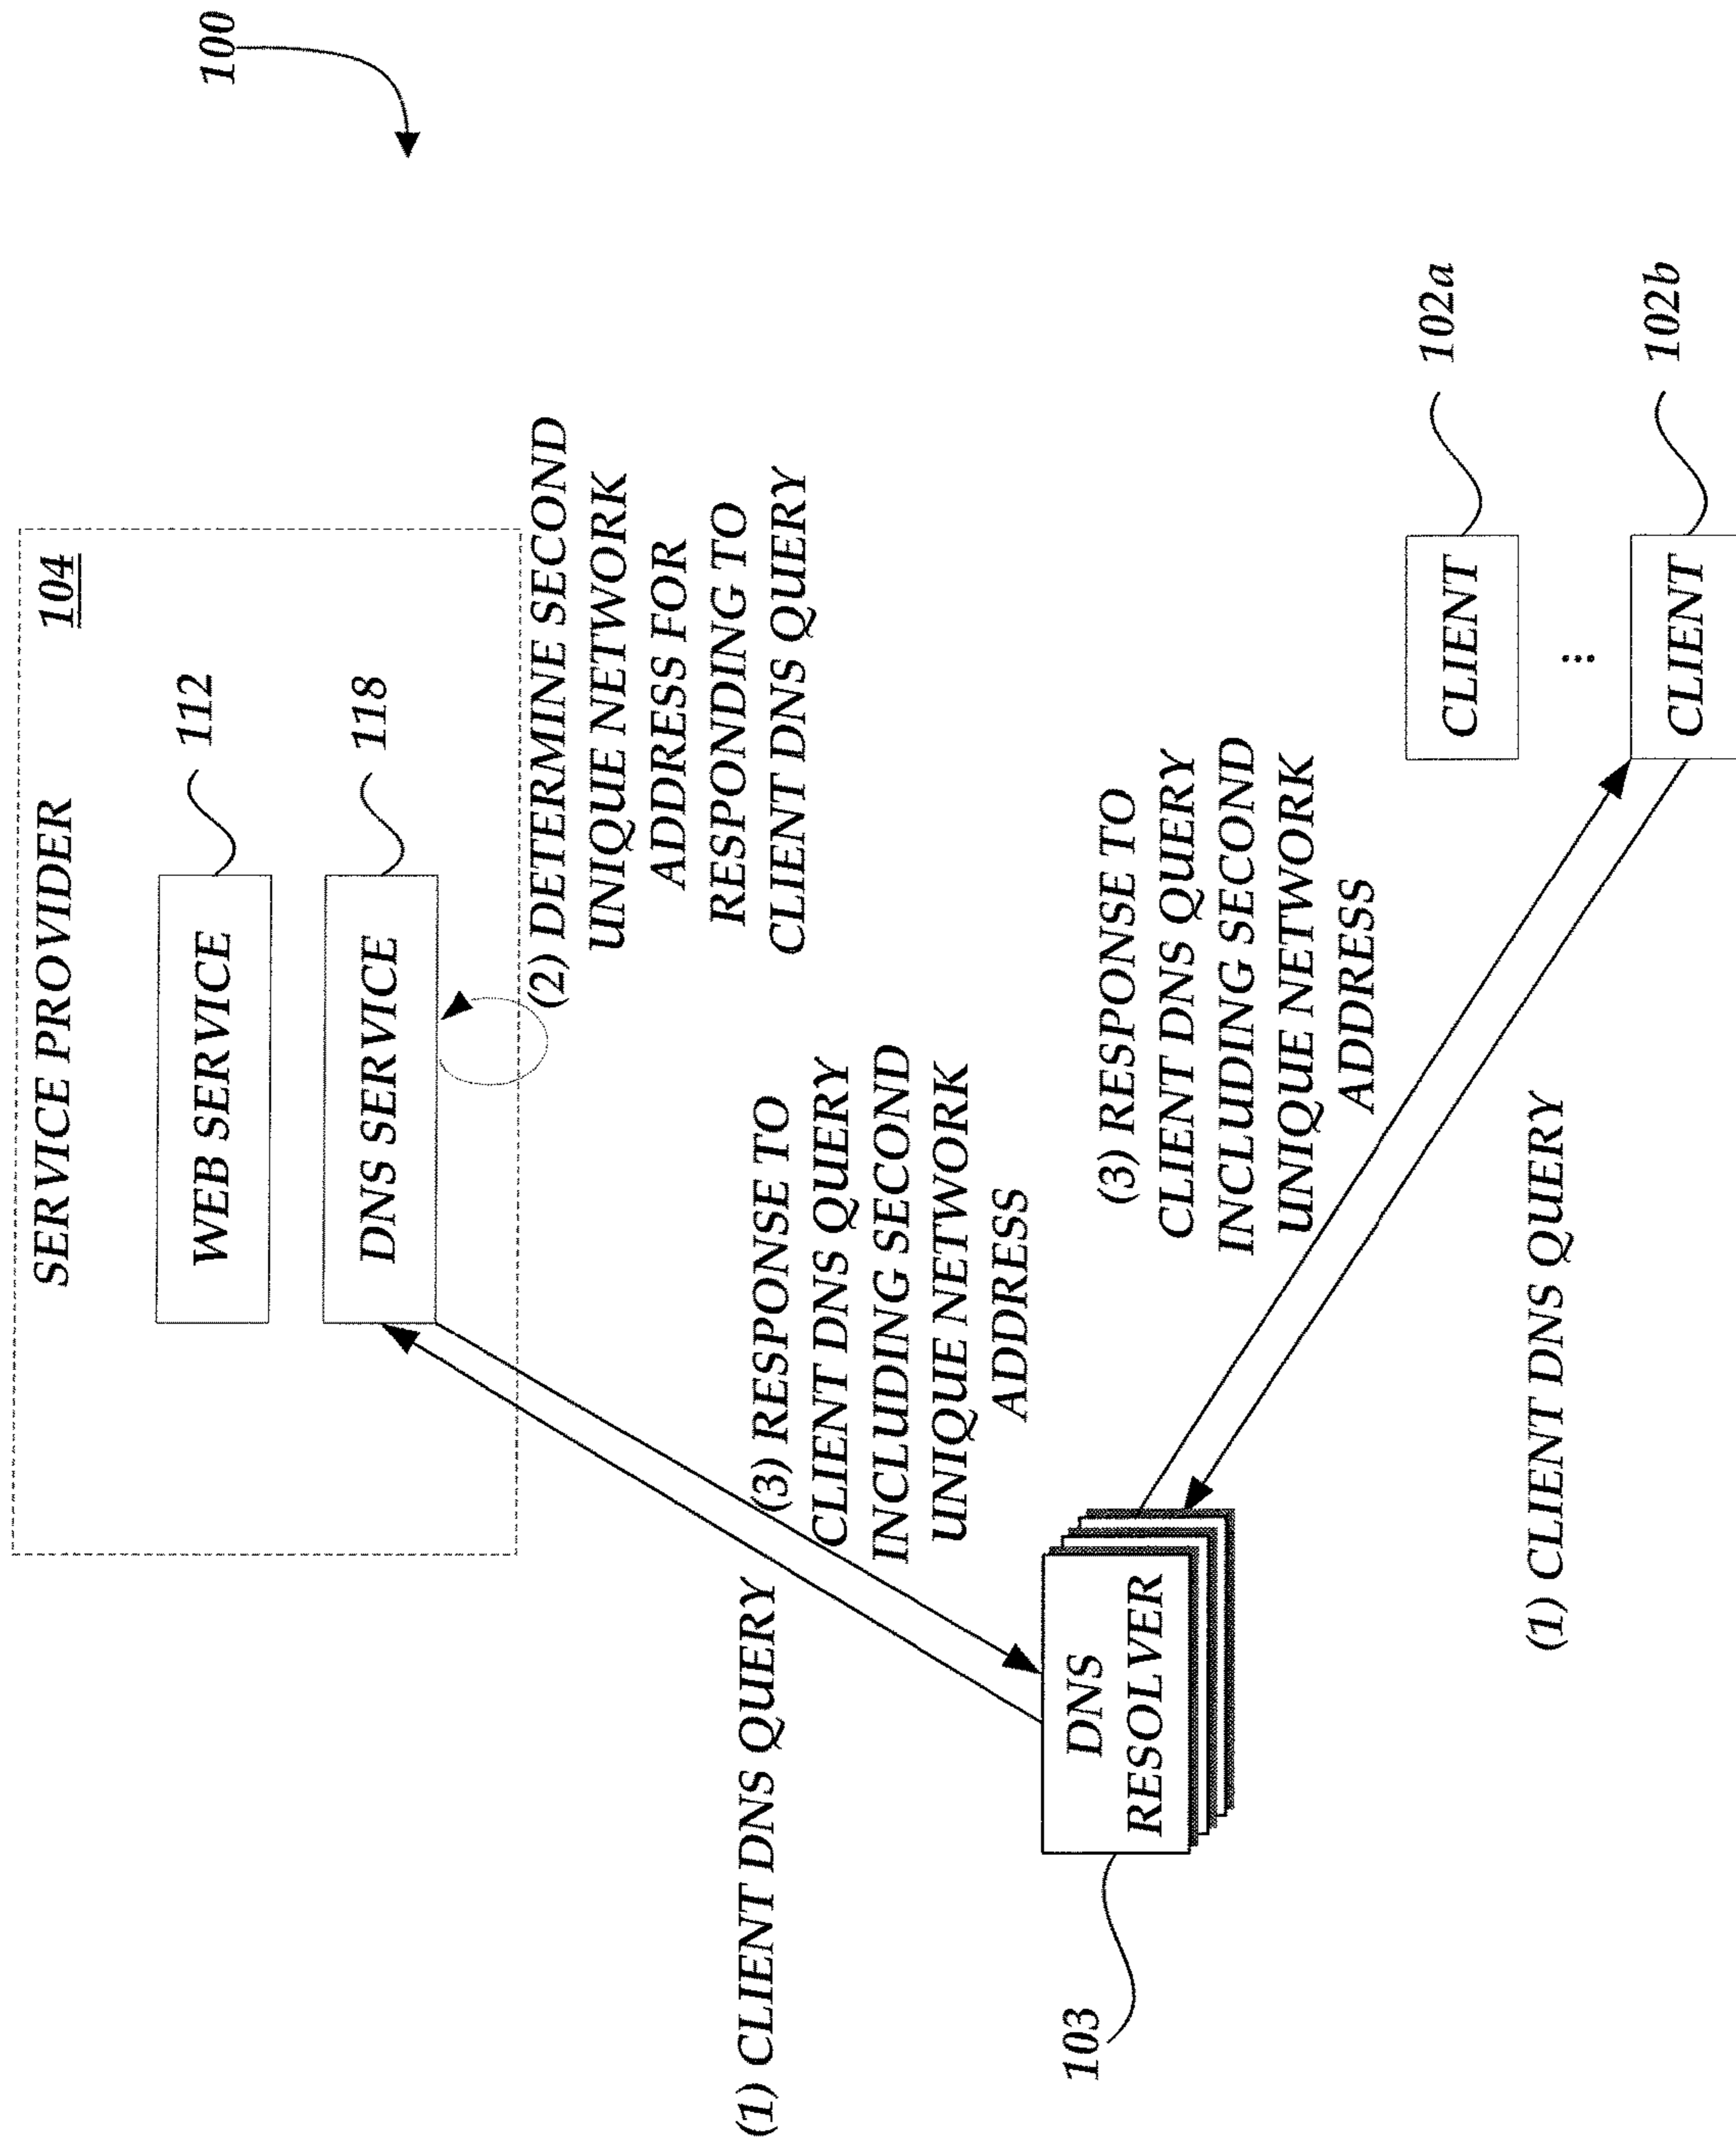 100
SERVICE PROVIDER
104
WEB SERVICE
112
DNS SERVICE
118
(2) DETERMINE SECOND
UNIQUE NETWORK
ADDRESS FOR
RESPONDING TO
CLIENT DNS QUERY
(1) CLIENT DNS QUERY
(3) RESPONSE TO
CLIENT DNS QUERY
INCLUDING SECOND
UNIQUE NETWORK
ADDRESS
103
DNS
RESOLVER
(3) RESPONSE TO
CLIENT DNS QUERY
INCLUDING SECOND
UNIQUE NETWORK
ADDRESS
(1) CLIENT DNS QUERY
CLIENT
102a
...
CLIENT
102b